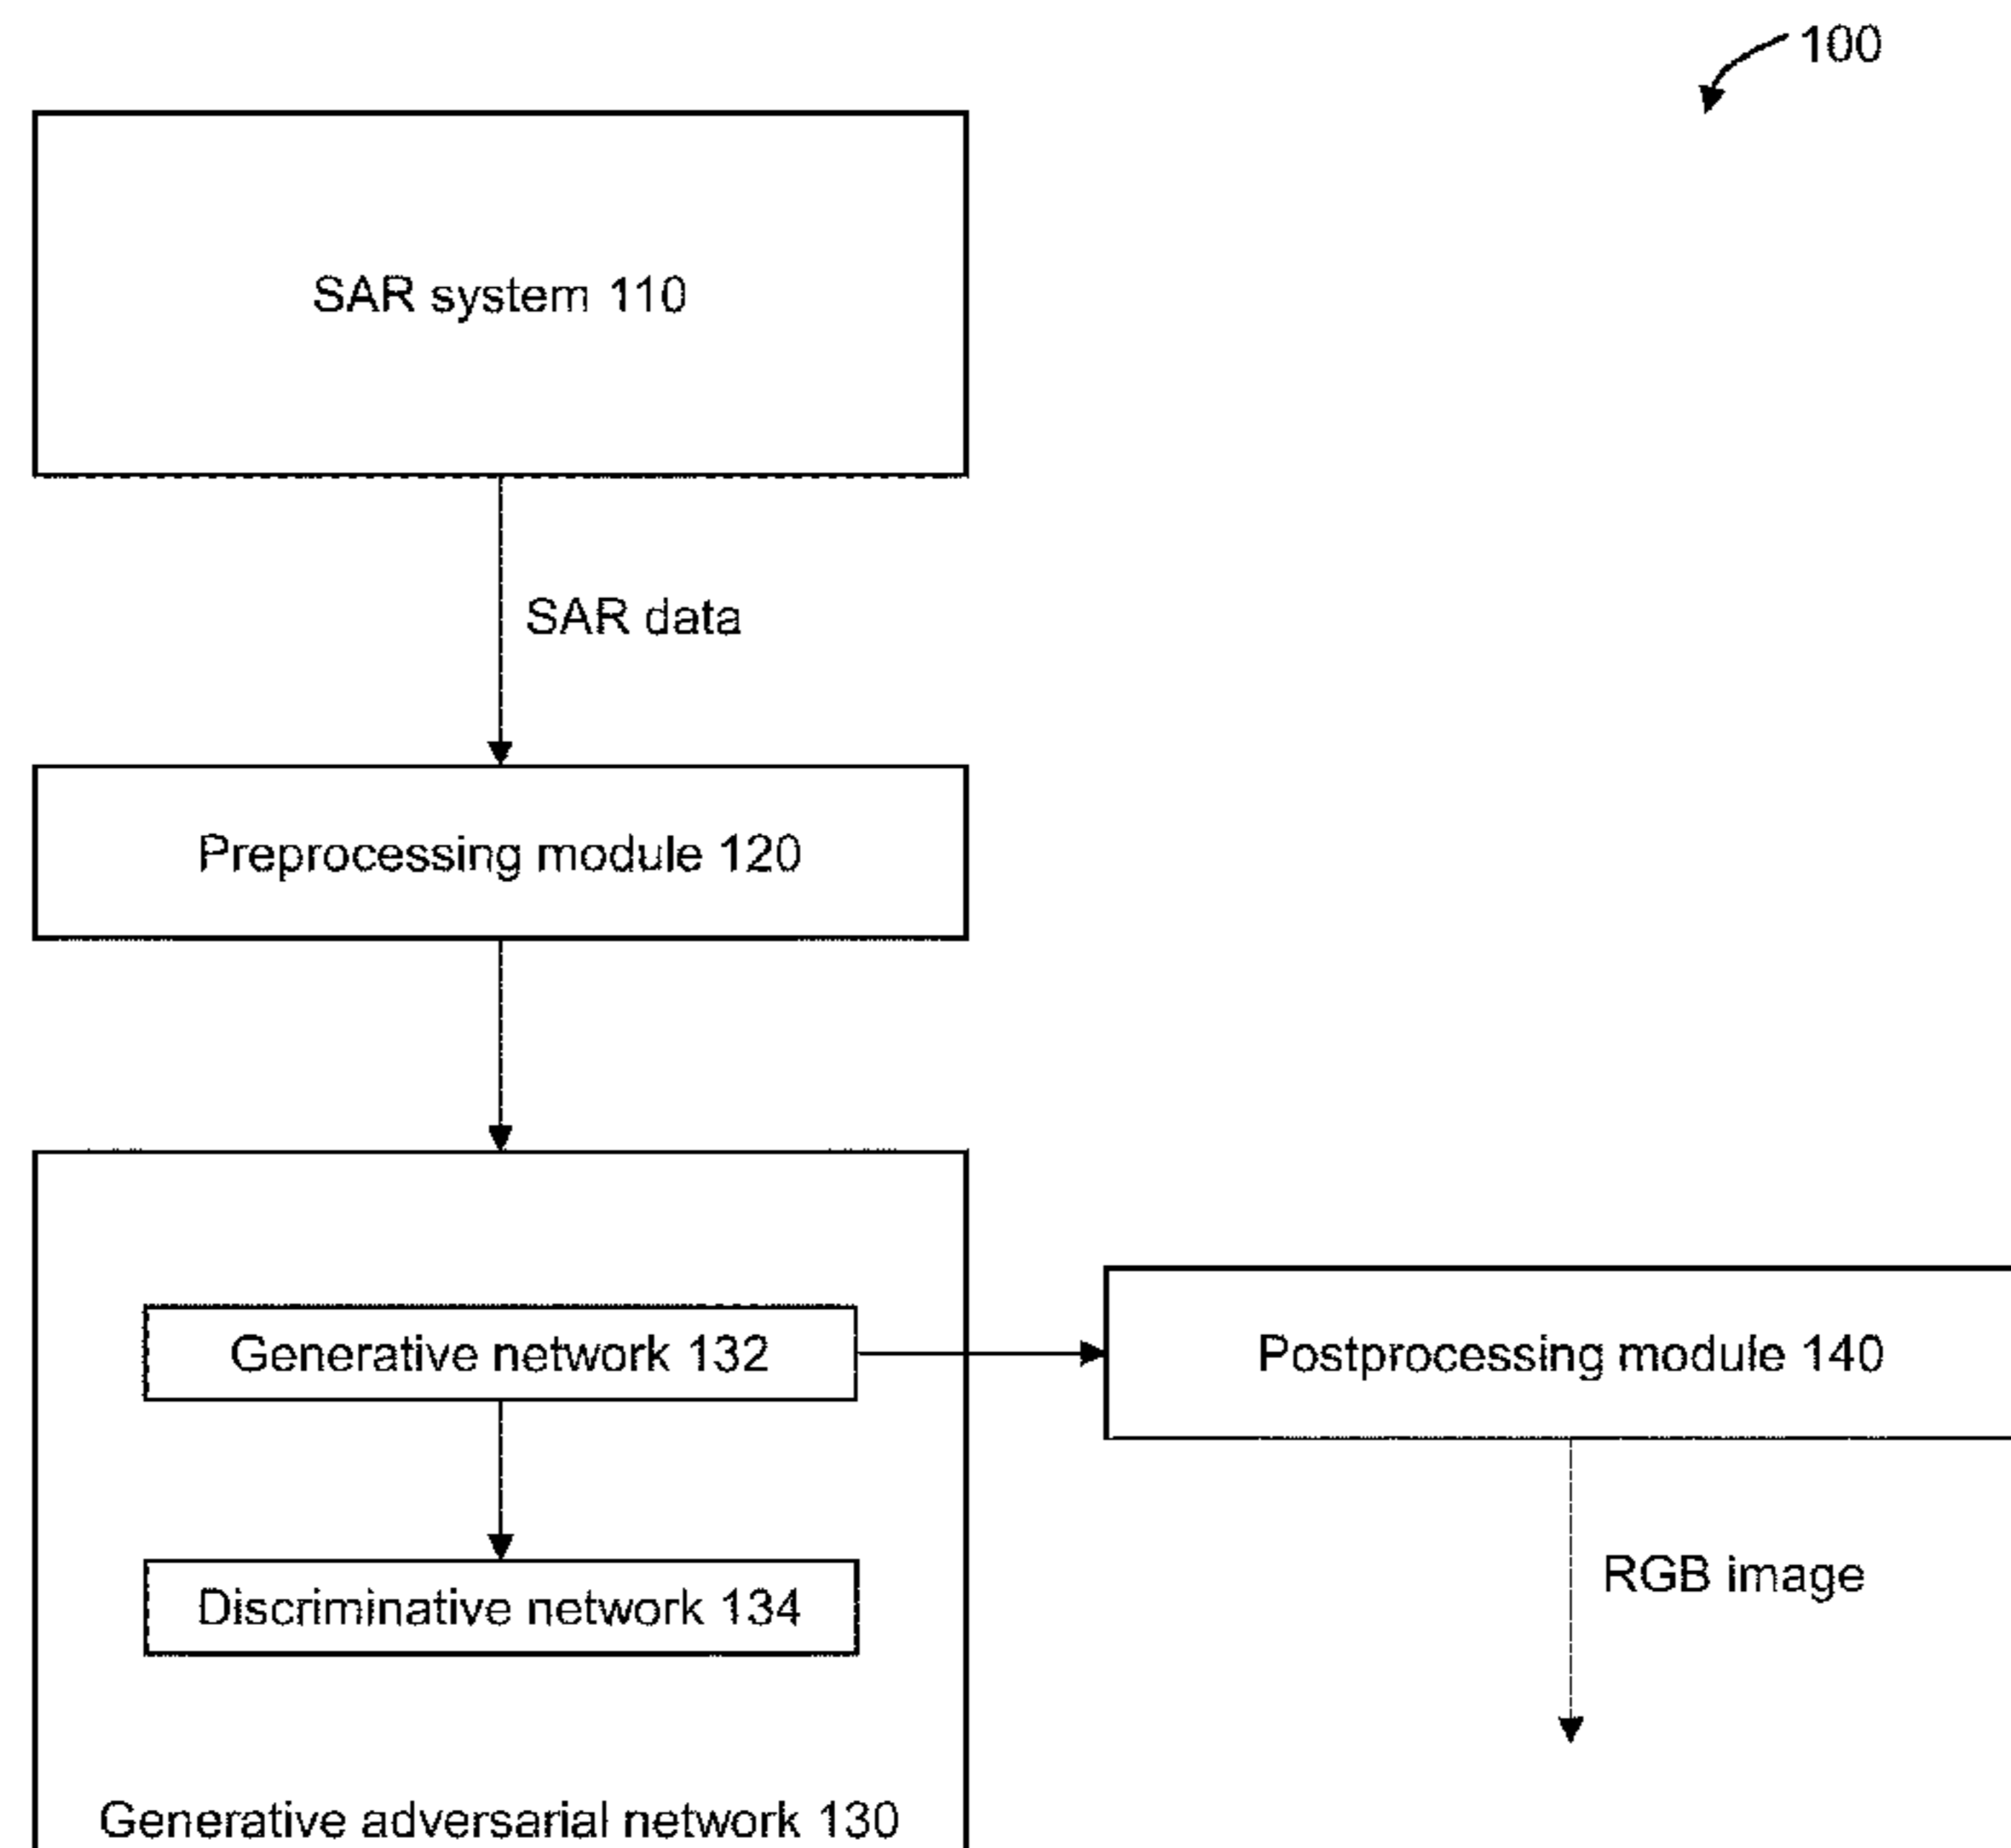 100
SAR system 110
SAR data
Preprocessing module 120
Generative network 132
Postprocessing module 140
Discriminative network 134
RGB image
Generative adversarial network 130